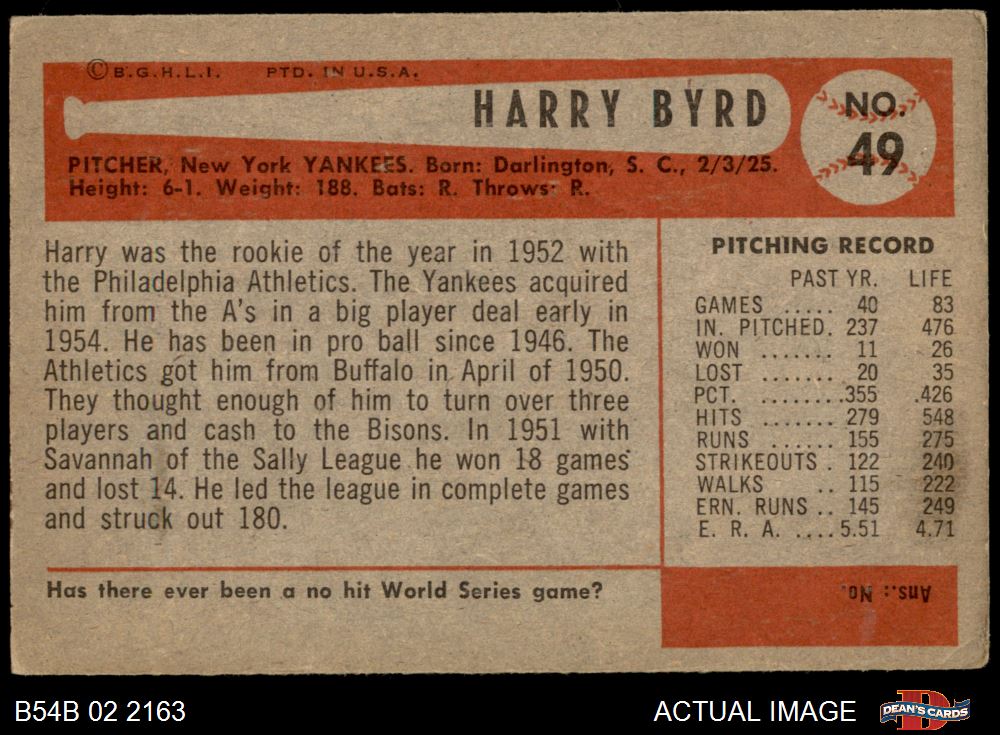 © B.G.H.L.I. PTD. IN U.S.A.
HARRY BYRD
NO.
49
PITCHER, New York YANKEES. Born: Darlington, S. C., 2/3/25.
Height: 6-1. Weight: 188. Bats: R. Throws: R.
Harry was the rookie of the year in 1952 with
the Philadelphia Athletics. The Yankees acquired
him from the A's in a big player deal early in
1954. He has been in pro ball since 1946. The
Athletics got him from Buffalo in April of 1950.
They thought enough of him to turn over three
players and cash to the Bisons. In 1951 with
Savannah of the Sally League he won 18 games
and lost 14. He led the league in complete games
and struck out 180.
PITCHING RECORD
PAST YR. LIFE
GAMES ..... 40 83
IN. PITCHED. 237 476
WON ....... 11 26
LOST ....... 20 35
PCT. ........355 .426
HITS ....... 279 548
RUNS ...... 155 275
STRIKEOUTS . 122 240
WALKS .. 115 222
ERN. RUNS .. 145 249
E. R. A. ....5.51 4.71
Has there ever been a no hit World Series game?
Ans.: No.
B54B 02 2163
ACTUAL IMAGE
DEAN'S CARDS